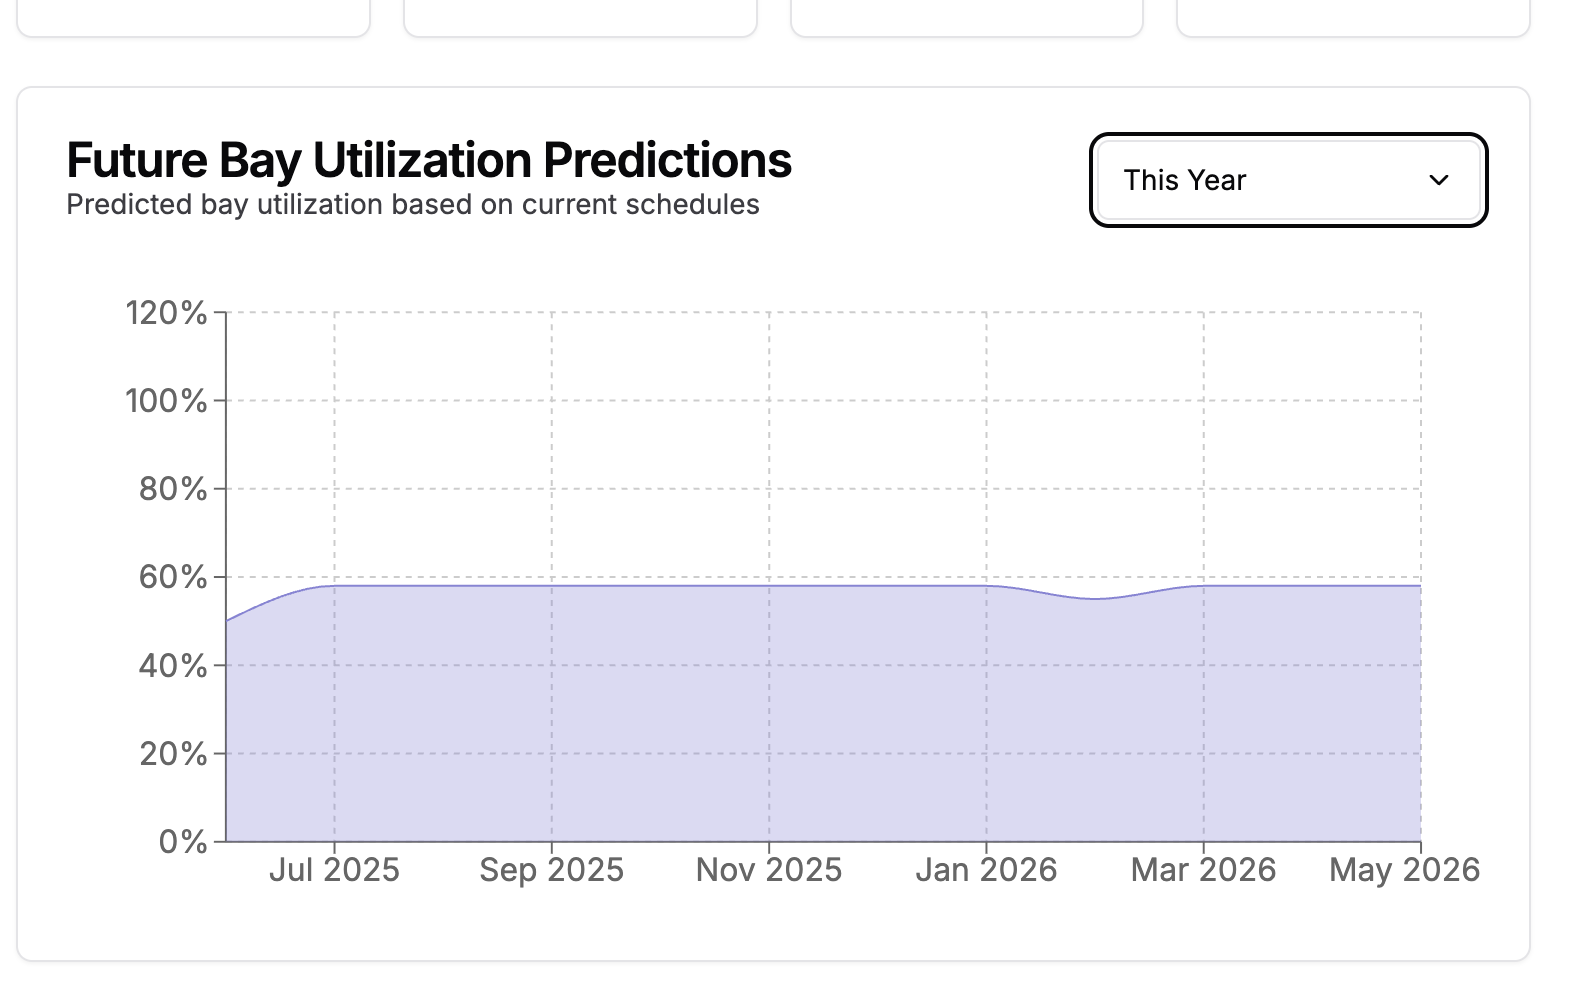 Future Bay Utilization Predictions
Predicted bay utilization based on current schedules
This Year
120%
100%
80%
60%
40%
20%
0%
Jul 2025
Sep 2025
Nov 2025
Jan 2026
Mar 2026
May 2026